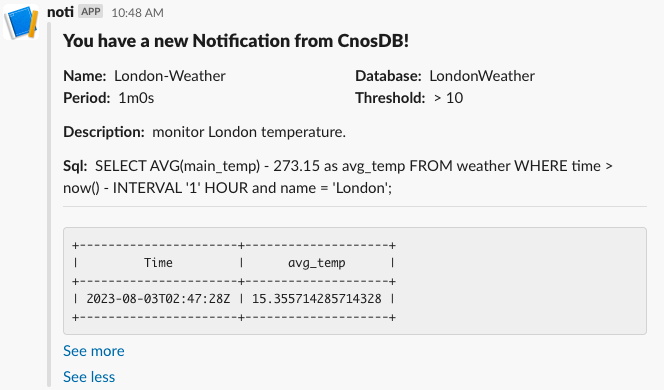 noti APP 10:48 AM
You have a new Notification from CnosDB!
Name: London-Weather Database: LondonWeather
Period: 1m0s Threshold: > 10
Description: monitor London temperature.
Sql: SELECT AVG(main_temp) - 273.15 as avg_temp FROM weather WHERE time >
now() - INTERVAL '1' HOUR and name = 'London';
+----------------------+--------------------+
| Time | avg_temp |
+----------------------+--------------------+
| 2023-08-03T02:47:28Z | 15.355714285714328 |
+----------------------+--------------------+
See more
See less